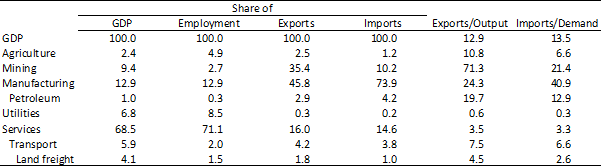 Share of
GDP Employment Exports Imports Exports/Output Imports/Demand
GDP 100.0 100.0 100.0 100.0 12.9 13.5
Agriculture 2.4 4.9 2.5 1.2 10.8 6.6
Mining 9.4 2.7 35.4 10.2 71.3 21.4
Manufacturing 12.9 12.9 45.8 73.9 24.3 40.9
Petroleum 1.0 0.3 2.9 4.2 19.7 12.9
Utilities 6.8 8.5 0.3 0.2 0.6 0.3
Services 68.5 71.1 16.0 14.6 3.5 3.3
Transport 5.9 2.0 4.2 3.8 7.5 6.6
Land freight 4.1 1.5 1.8 1.0 4.5 2.6